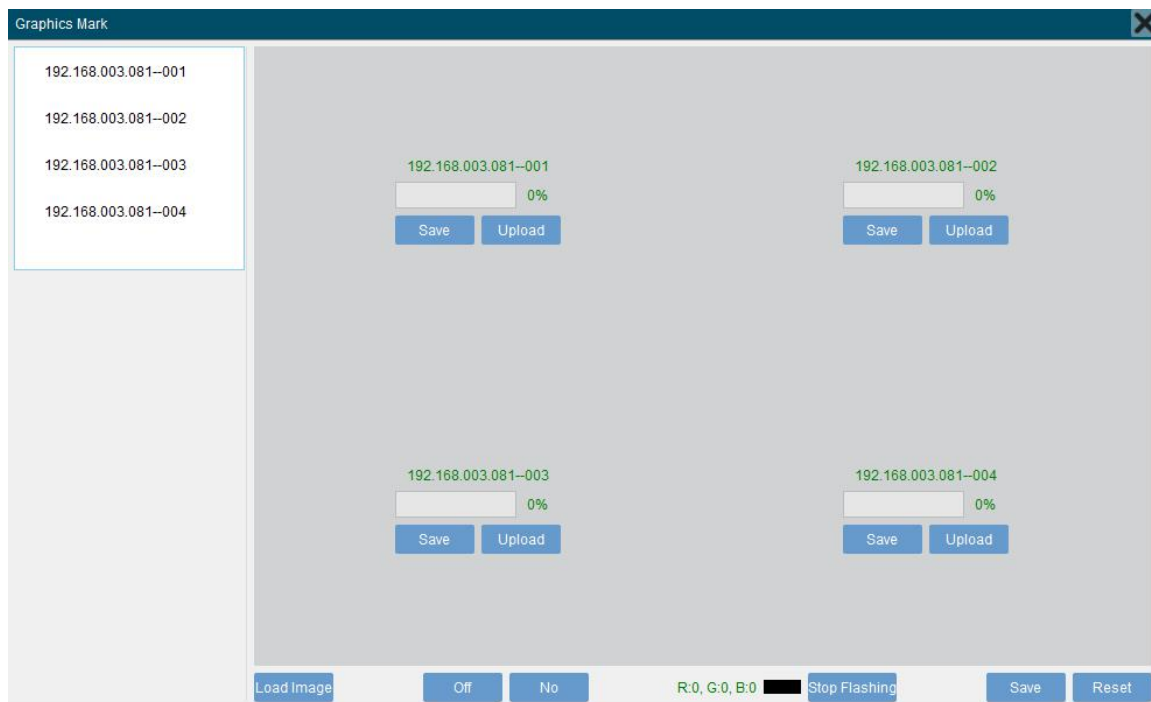 Graphics Mark
192.168.003.081--001
192.168.003.081--002
192.168.003.081--003
192.168.003.081--004
192.168.003.081--001
0%
Save Upload
192.168.003.081--002
0%
Save Upload
192.168.003.081--003
0%
Save Upload
192.168.003.081--004
0%
Save Upload
Load Image Off No R:0, G:0, B:0 Stop Flashing Save Reset